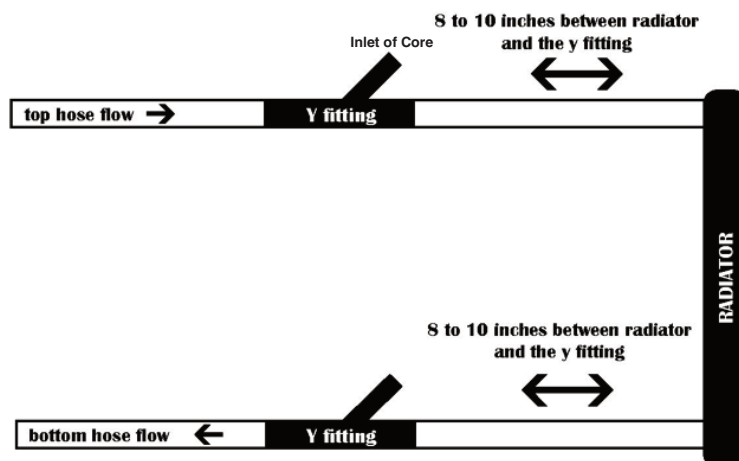 8 to 10 inches between radiator
and the y fitting
Inlet of Core
top hose flow
Y fitting
RADIATOR
8 to 10 inches between radiator
and the y fitting
bottom hose flow
Y fitting